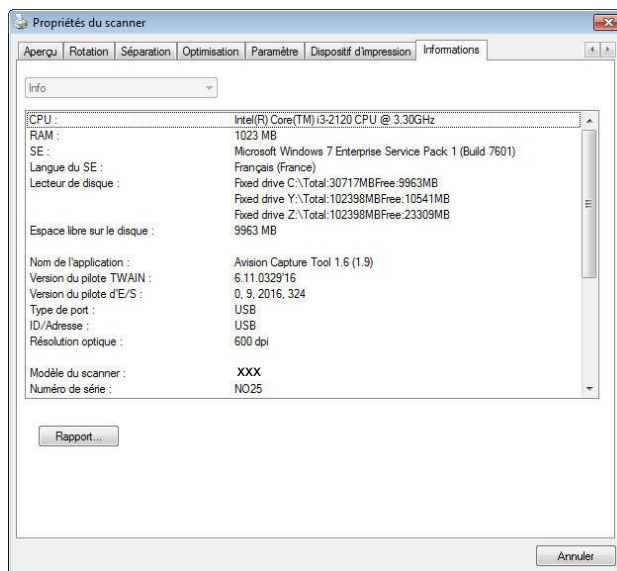 Propriétés du scanner
Aperçu Rotation Séparation Optimisation Paramètre Dispositif d'impression Informations
Info
CPU : Intel(R) Core(TM) i3-2120 CPU @ 3.30GHz
RAM : 1023 MB
SE : Microsoft Windows 7 Enterprise Service Pack 1 (Build 7601)
Langue du SE : Français (France)
Lecteur de disque : Fixed drive C:\Total:30717MBFree:9963MB
Fixed drive Y:\Total:102398MBFree:10541MB
Fixed drive Z:\Total:102398MBFree:23309MB
Espace libre sur le disque : 9963 MB
Nom de l'application : Avision Capture Tool 1.6 (1.9)
Version du pilote TWAIN : 6.11.0329'16
Version du pilote d'E/S : 0, 9, 2016, 324
Type de port : USB
ID/Adresse : USB
Résolution optique : 600 dpi
Modèle du scanner : XXX
Numéro de série : NO25
Rapport...
Annuler